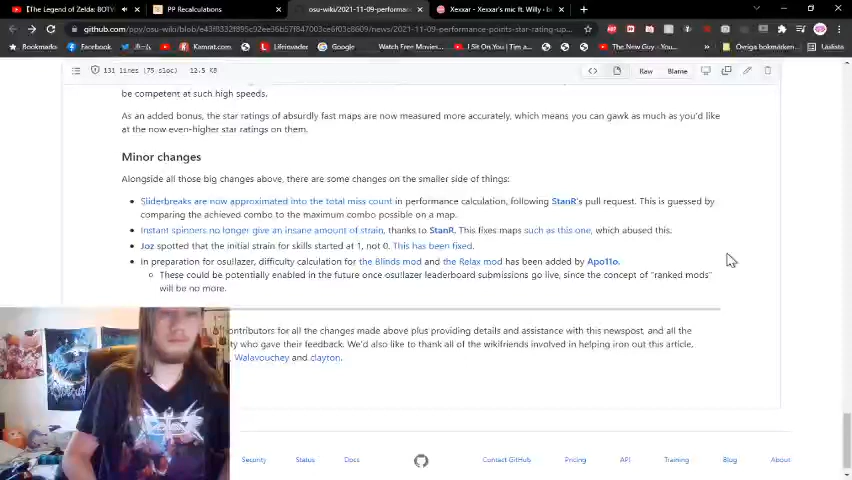 【The Legend of Zelda: BOTW
PP Recalculations
osu-wiki/2021-11-09-performan
Xexxar - Xexxar's mic ft. Willy
github.com/ppy/osu-wiki/blob/e43f8332f895c92ee36b57f847003c6e6f03c8609/news/2021-11-09-performance-points-star-rating-up...
Bookmarks
Facebook
Amazon.com
Lifeinvader
Google
Watch Free Movies...
I Sit On You | Tim...
The New Guy - You...
Övriga bokmärken
Läslista
131 lines (75 sloc)
12.5 KB
Raw
Blame
be competent at such high speeds.
As an added bonus, the star ratings of absurdly fast maps are now measured more accurately, which means you can gawk as much as you'd like
at the now even-higher star ratings on them.
Minor changes
Alongside all those big changes above, there are some changes on the smaller side of things:
• Sliderbreaks are now approximated into the total miss count in performance calculation, following StanR's pull request. This is guessed by
comparing the achieved combo to the maximum combo possible on a map.
• Instant spinners no longer give an insane amount of strain, thanks to StanR. This fixes maps such as this one, which abused this.
• Joz spotted that the initial strain for skills started at 1, not 0. This has been fixed.
• In preparation for osu!lazer, difficulty calculation for the Blinds mod and the Relax mod has been added by Apo11o.
◦ These could be potentially enabled in the future once osu!lazer leaderboard submissions go live, since the concept of "ranked mods"
will be no more.
ontributors for all the changes made above plus providing details and assistance with this newspost, and all the
ty who gave their feedback. We'd also like to thank all of the wikifriends involved in helping iron out this article,
Walavouchey and clayton.
Security
Status
Docs
Contact GitHub
Pricing
API
Training
Blog
About